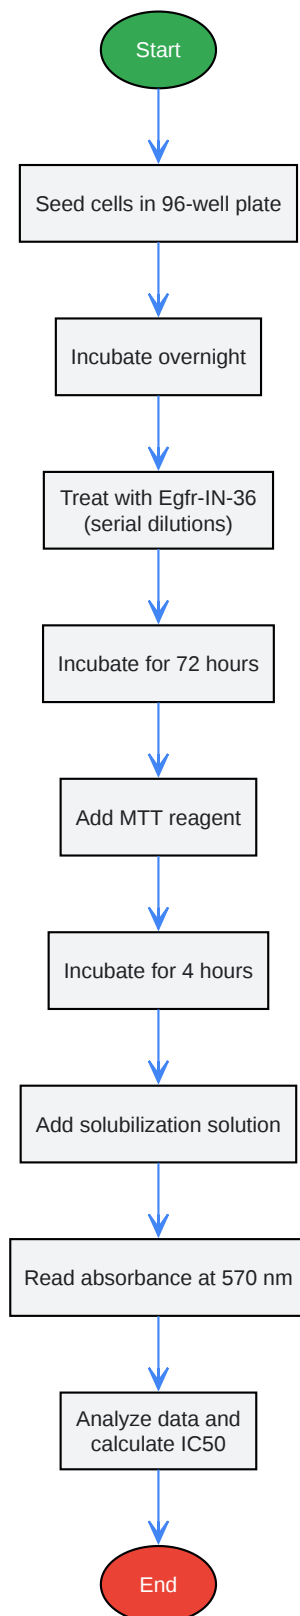 Start
Seed cells in 96-well plate
Incubate overnight
Treat with Egfr-IN-36
(serial dilutions)
Incubate for 72 hours
Add MTT reagent
Incubate for 4 hours
Add solubilization solution
Read absorbance at 570 nm
Analyze data and
calculate IC50
End